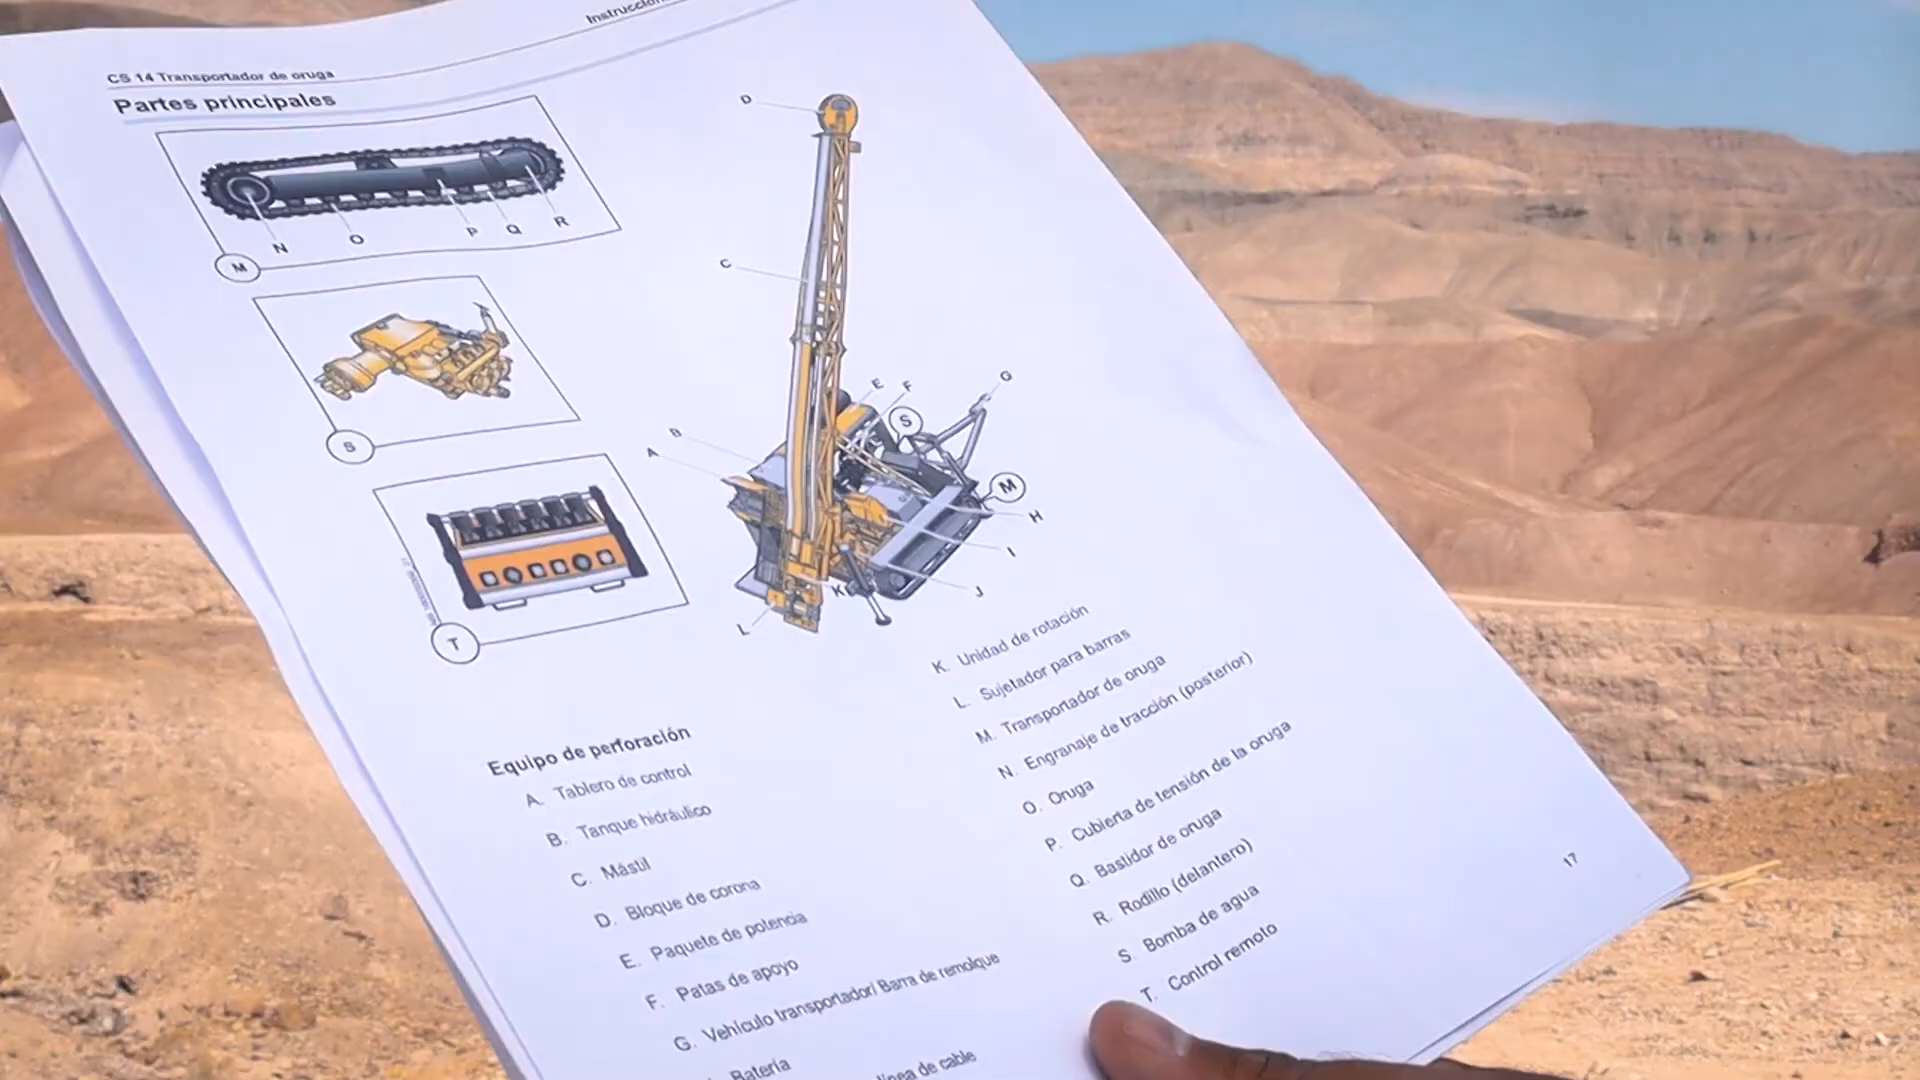 CS 14 Transportador de oruga
Partes principales
D
N
O
P
Q
R
M
C
S
E
F
G
S
B
A
M
H
I
J
K
L
T
Equipo de perforación
A. Tablero de control
B. Tanque hidráulico
C. Mástil
D. Bloque de corona
E. Paquete de potencia
F. Patas de apoyo
G. Vehículo transportador/ Barra de remolque
Batería
de cable
K. Unidad de rotación
L. Sujetador para barras
M. Transportador de oruga
N. Engranaje de tracción (posterior)
O. Oruga
P. Cubierta de tensión de la oruga
Q. Bastidor de oruga
R. Rodillo (delantero)
S. Bomba de agua
T. Control remoto
17